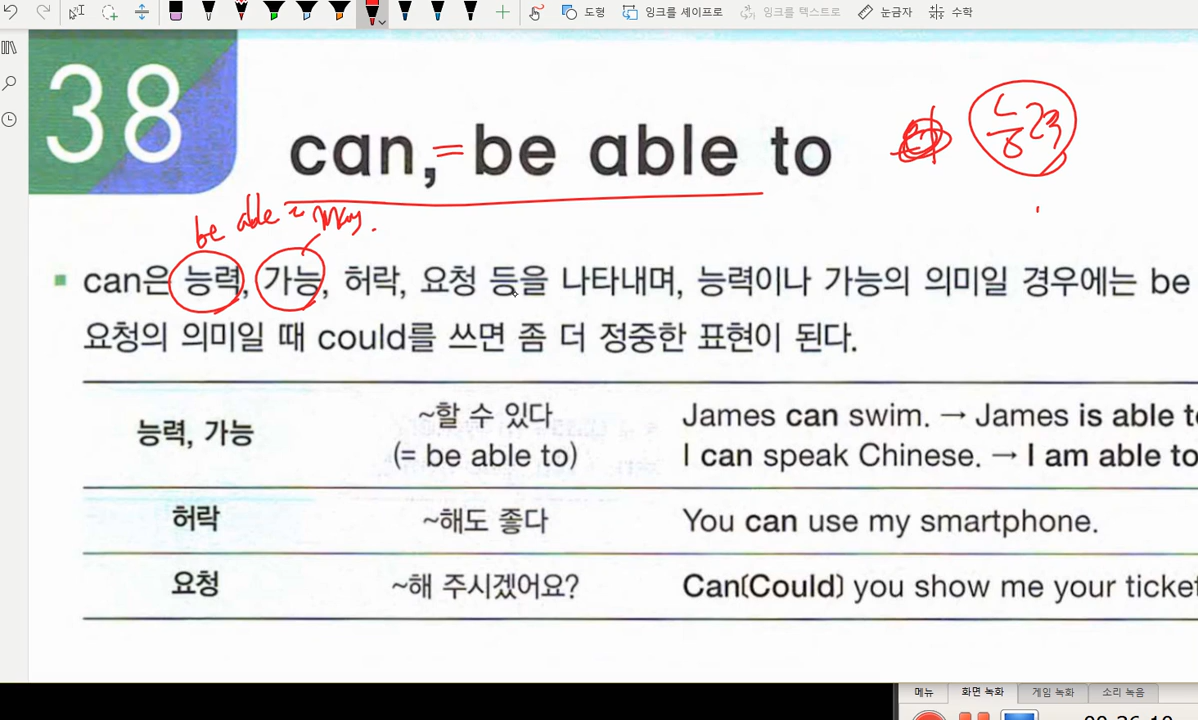 도형 잉크를 셰이프로 잉크를 텍스트로 눈금자 수학
38
can, = be able to
능력
be able ~ may.
can은 능력, 가능, 허락, 요청 등을 나타내며, 능력이나 가능의 의미일 경우에는 be
요청의 의미일 때 could를 쓰면 좀 더 정중한 표현이 된다.
능력, 가능 ~할 수 있다 James can swim. → James is able to
(= be able to) I can speak Chinese. → I am able to
허락 ~해도 좋다 You can use my smartphone.
요청 ~해 주시겠어요? Can(Could) you show me your ticket
메뉴 화면 녹화 게임 녹화 소리 녹음